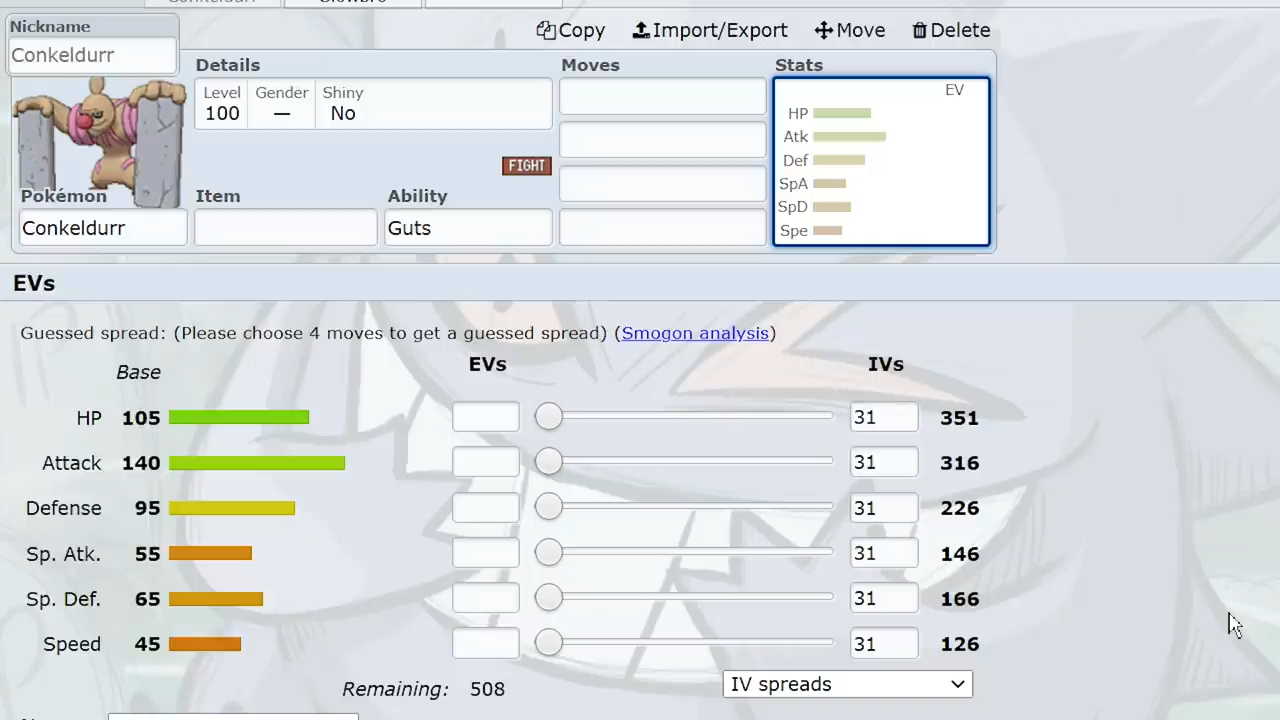 Conkeldurr Slowbro
Nickname
Conkeldurr
Copy Import/Export Move Delete
Details Moves Stats
Level Gender Shiny
100 — No
EV
HP
Atk
Def
SpA
SpD
Spe
FIGHT
Pokémon Item Ability
Conkeldurr Guts
EVs
Guessed spread: (Please choose 4 moves to get a guessed spread) (Smogon analysis)
Base EVs IVs
HP 105 31 351
Attack 140 31 316
Defense 95 31 226
Sp. Atk. 55 31 146
Sp. Def. 65 31 166
Speed 45 31 126
Remaining: 508 IV spreads